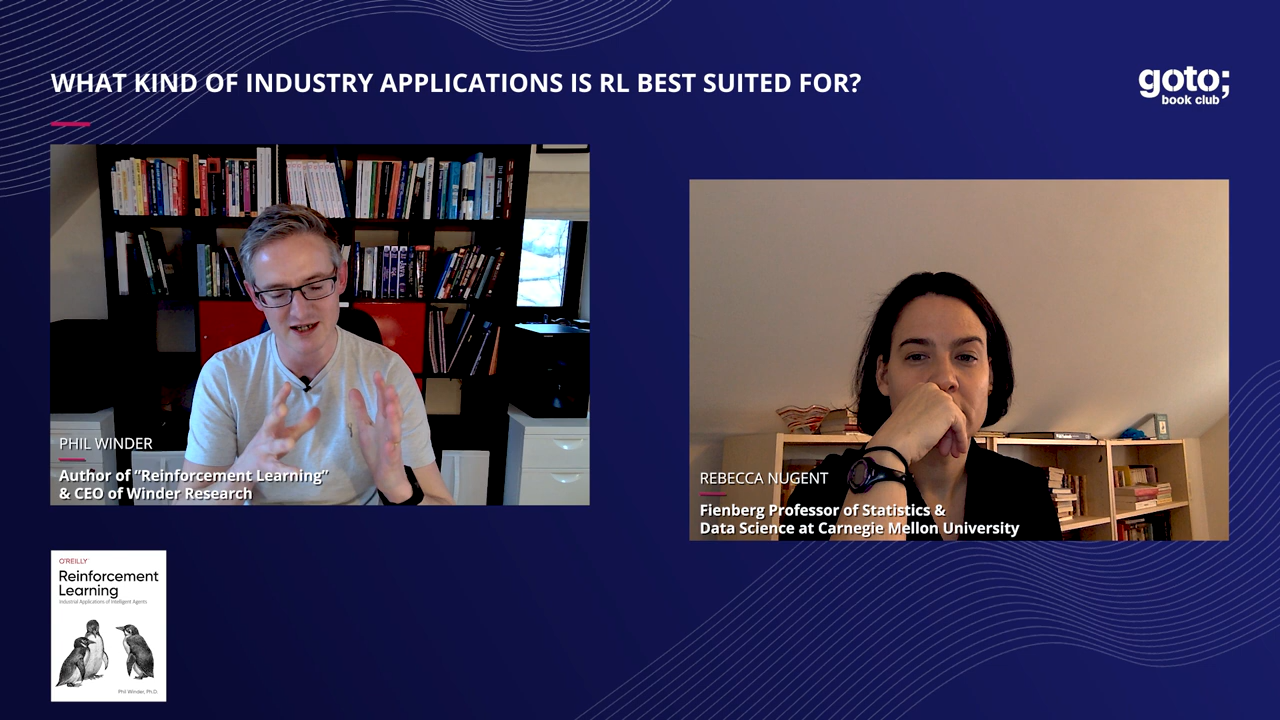 WHAT KIND OF INDUSTRY APPLICATIONS IS RL BEST SUITED FOR?
goto;
book club
PHIL WINDER
Author of “Reinforcement Learning”
& CEO of Winder Research
REBECCA NUGENT
Fienberg Professor of Statistics &
Data Science at Carnegie Mellon University
O'REILLY
Reinforcement
Learning
Industrial Applications of Intelligent Agents
Phil Winder, Ph.D.